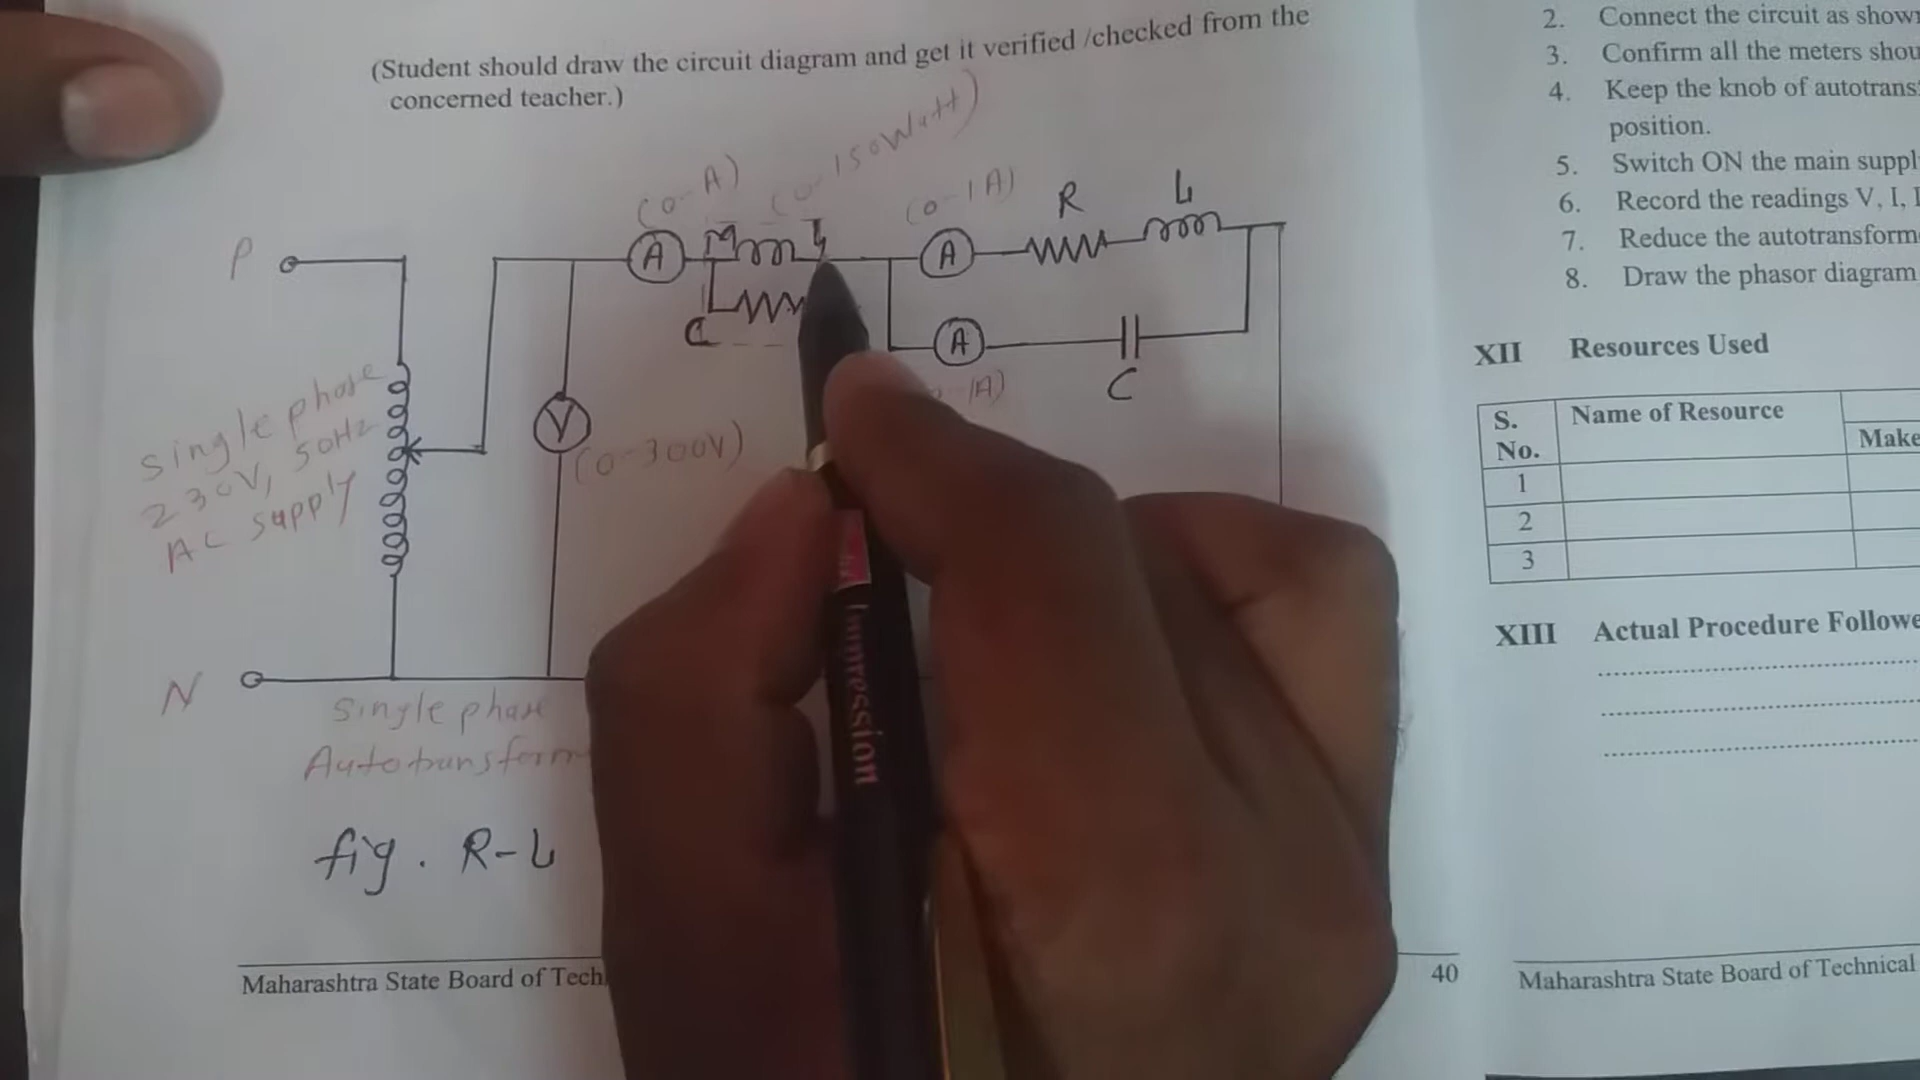 (Student should draw the circuit diagram and get it verified /checked from the
concerned teacher.)
(0- A)
(0-150Watt)
(0-1A)
R
L
P
A
M
L
A
C
A
1A)
C
single phase
230V, 50Hz
AC supply
V
(0-300V)
N
single phase
fig. R-L
Impression
Maharashtra State Board of Tech
40
2. Connect the circuit as show
3. Confirm all the meters shou
4. Keep the knob of autotrans
position.
5. Switch ON the main suppl
6. Record the readings V, I,
7. Reduce the autotransform
8. Draw the phasor diagram
XII Resources Used
S.
No.
Name of Resource
Make
1
2
3
XIII Actual Procedure Followe
Maharashtra State Board of Technical